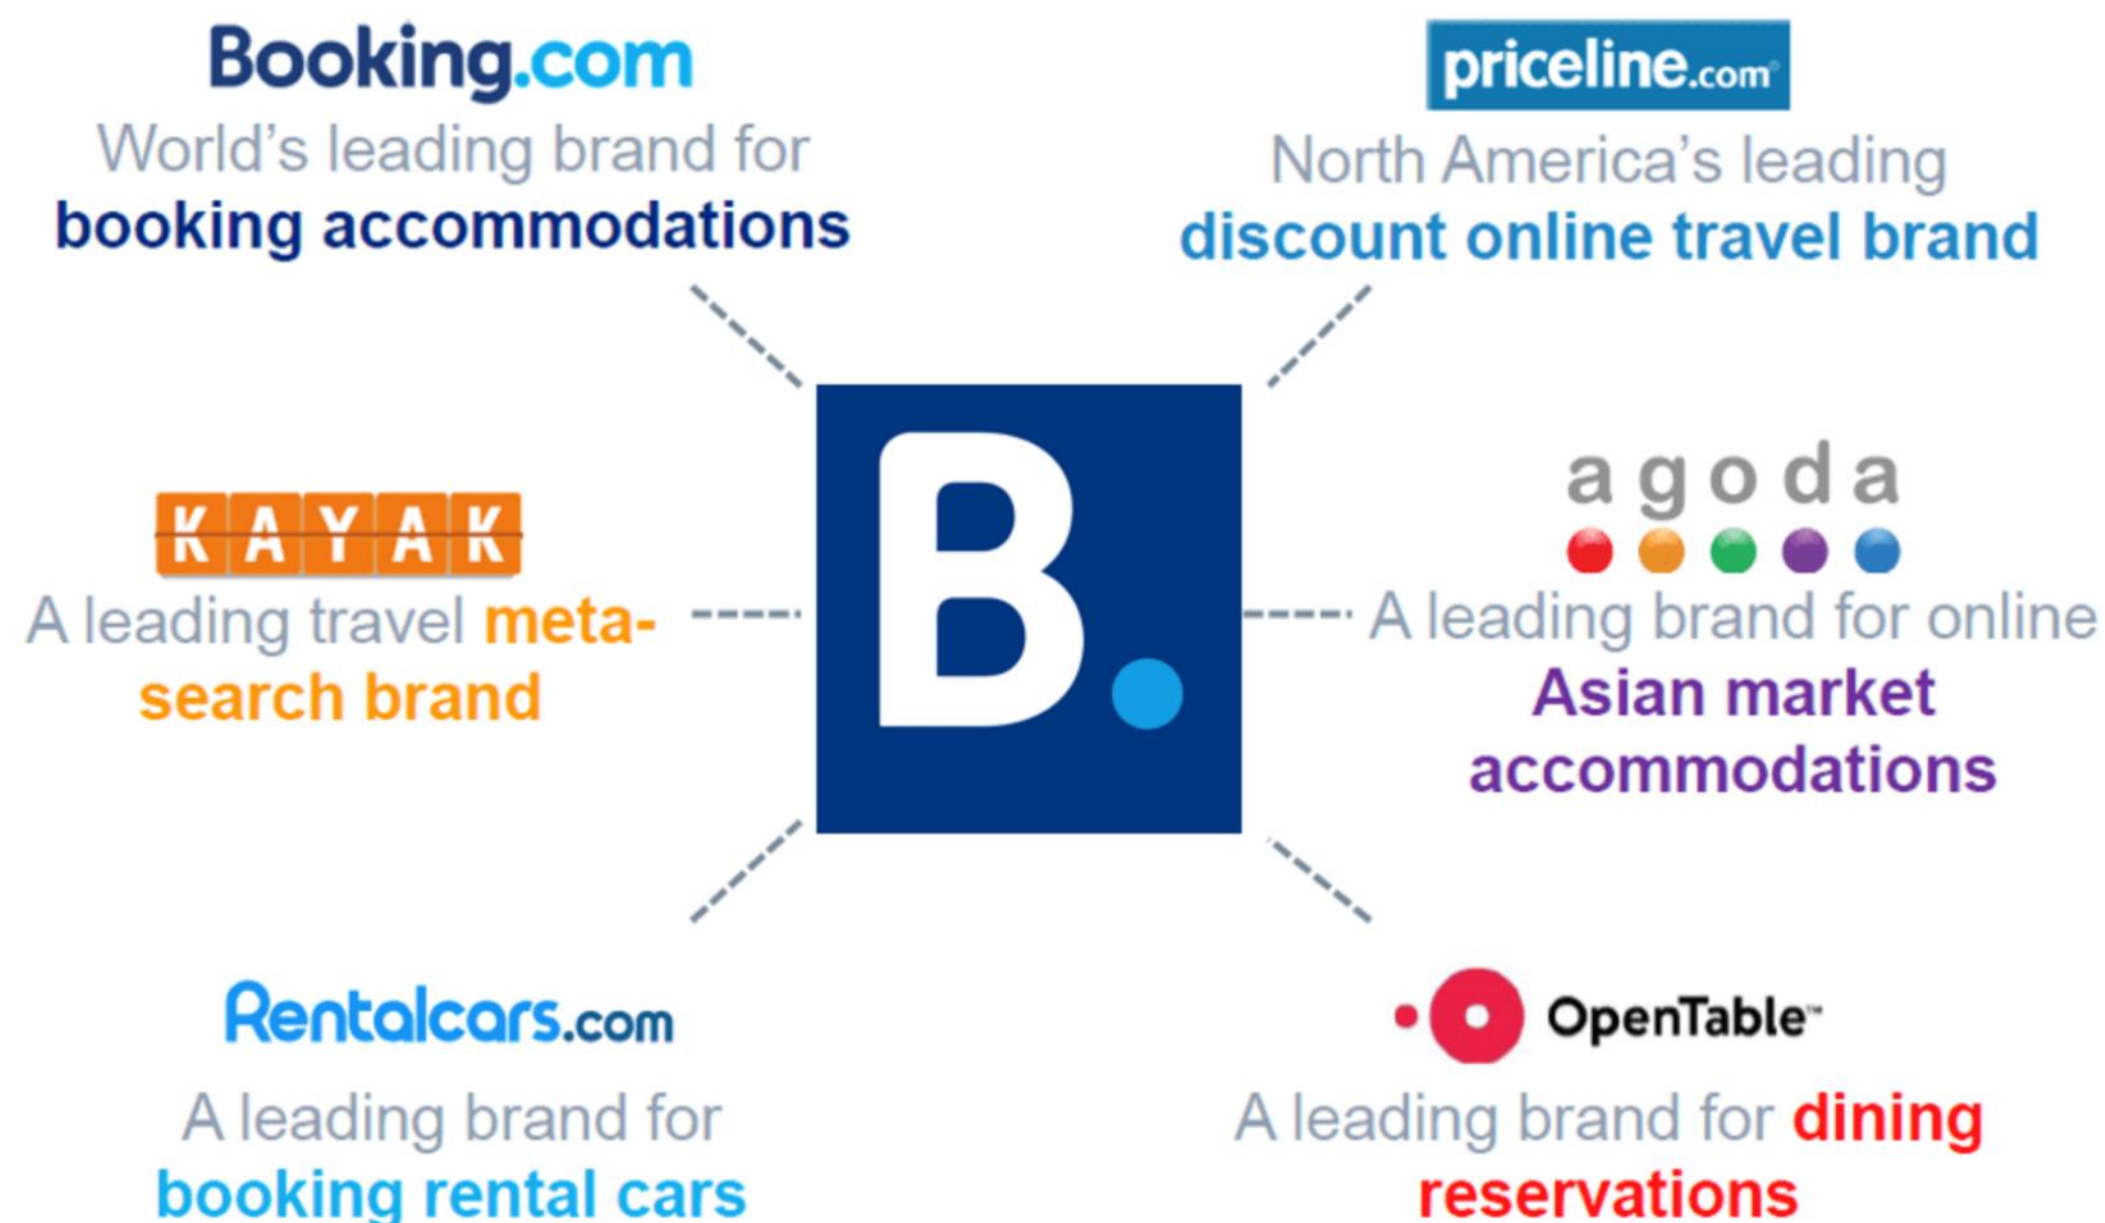 Booking.com
World's leading brand for
booking accommodations
priceline.com®
North America's leading
discount online travel brand
KAYAK
A leading travel meta-
search brand
B.
agoda
A leading brand for online
Asian market
accommodations
Rentalcars.com
A leading brand for
booking rental cars
OpenTable™
A leading brand for dining
reservations